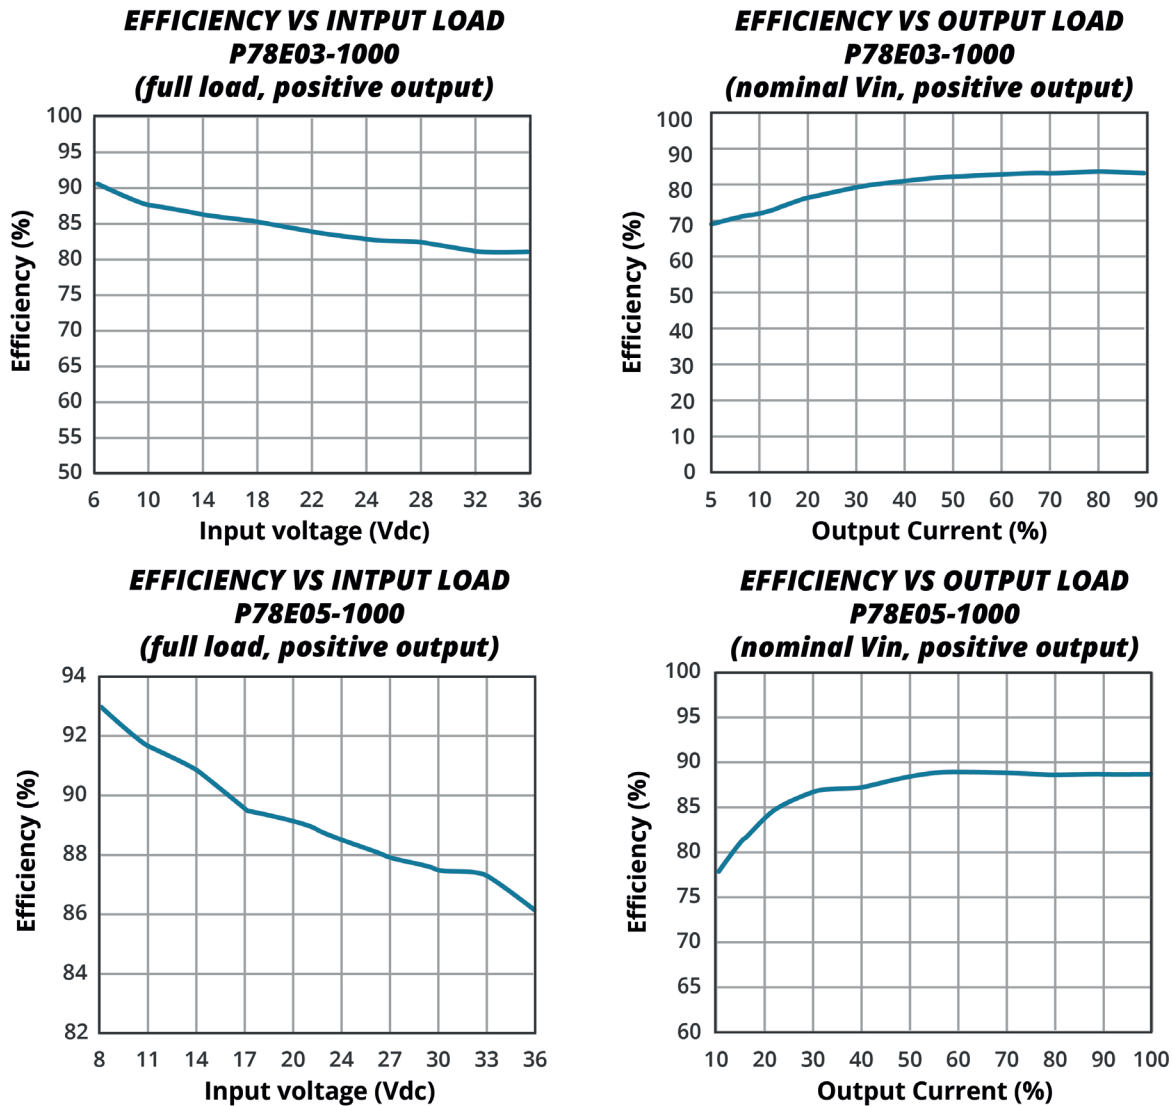 EFFICIENCY VS INTPUT LOAD
P78E03-1000
(full load, positive output)
100
95
90
85
80
75
70
65
60
55
50
Efficiency (%)
6 10 14 18 22 24 28 32 36
Input voltage (Vdc)
EFFICIENCY VS OUTPUT LOAD
P78E03-1000
(nominal Vin, positive output)
100
90
80
70
60
50
40
30
20
10
0
Efficiency (%)
5 10 20 30 40 50 60 70 80 90
Output Current (%)
EFFICIENCY VS INTPUT LOAD
P78E05-1000
(full load, positive output)
94
92
90
88
86
84
82
Efficiency (%)
8 11 14 17 20 24 27 30 33 36
Input voltage (Vdc)
EFFICIENCY VS OUTPUT LOAD
P78E05-1000
(nominal Vin, positive output)
100
95
90
85
80
75
70
65
60
Efficiency (%)
10 20 30 40 50 60 70 80 90 100
Output Current (%)